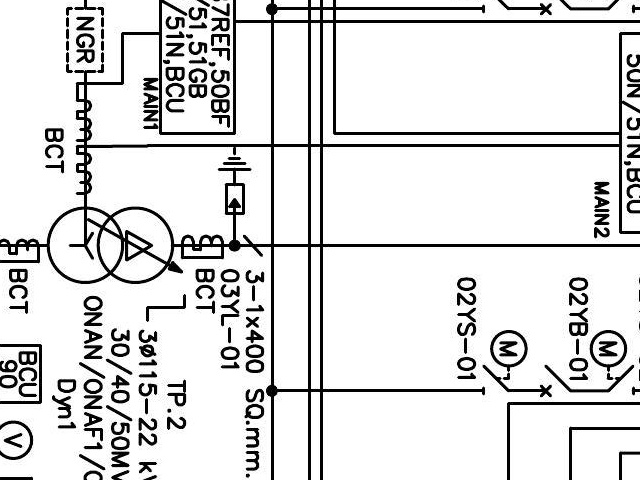 NGR
67REF,50BF
/51,51GB
/51N,BCU
MAIN1
BCT
50N/51N,BCU
MAIN2
BCT
BCT
03YL-01
3-1x400 SQ.mm.
02YS-01
02YB-01
M
M
TP.2
3ø115-22 kV
30/40/50MV
ONAN/ONAF1/O
Dyn1
BCU
90
V